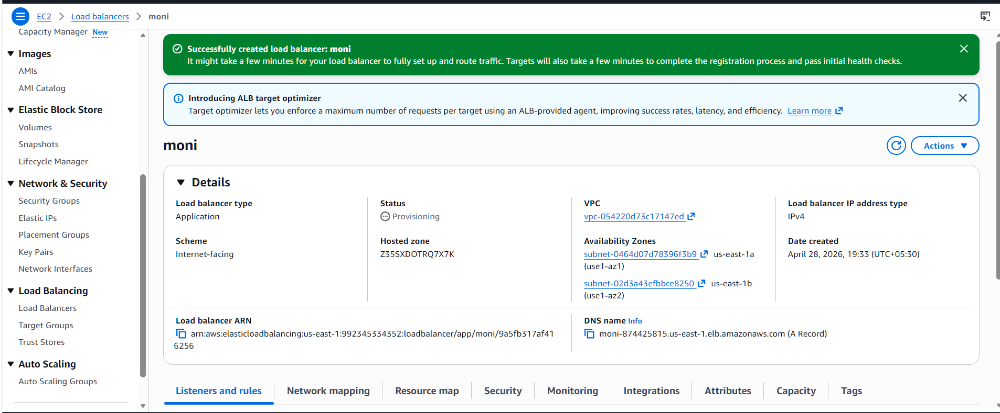 EC2 > Load balancers > moni
Capacity Manager New
Images
AMIs
AMI Catalog
Elastic Block Store
Volumes
Snapshots
Lifecycle Manager
Network & Security
Security Groups
Elastic IPs
Placement Groups
Key Pairs
Network Interfaces
Load Balancing
Load Balancers
Target Groups
Trust Stores
Auto Scaling
Auto Scaling Groups
Successfully created load balancer: moni
It might take a few minutes for your load balancer to fully set up and route traffic. Targets will also take a few minutes to complete the registration process and pass initial health checks.
Introducing ALB target optimizer
Target optimizer lets you enforce a maximum number of requests per target using an ALB-provided agent, improving success rates, latency, and efficiency. Learn more
moni
Actions
Details
Load balancer type
Application
Status
Provisioning
VPC
vpc-054220d73c17147ed
Load balancer IP address type
IPv4
Scheme
Internet-facing
Hosted zone
Z35SXDOTRQ7X7K
Availability Zones
subnet-0464d07d78396f3b9 us-east-1a
(use1-az1)
subnet-02d3a43efbbce8250 us-east-1b
(use1-az2)
Date created
April 28, 2026, 19:33 (UTC+05:30)
Load balancer ARN
arn:aws:elasticloadbalancing:us-east-1:992345334352:loadbalancer/app/moni/9a5fb317af41
6256
DNS name Info
moni-874425815.us-east-1.elb.amazonaws.com (A Record)
Listeners and rules
Network mapping
Resource map
Security
Monitoring
Integrations
Attributes
Capacity
Tags